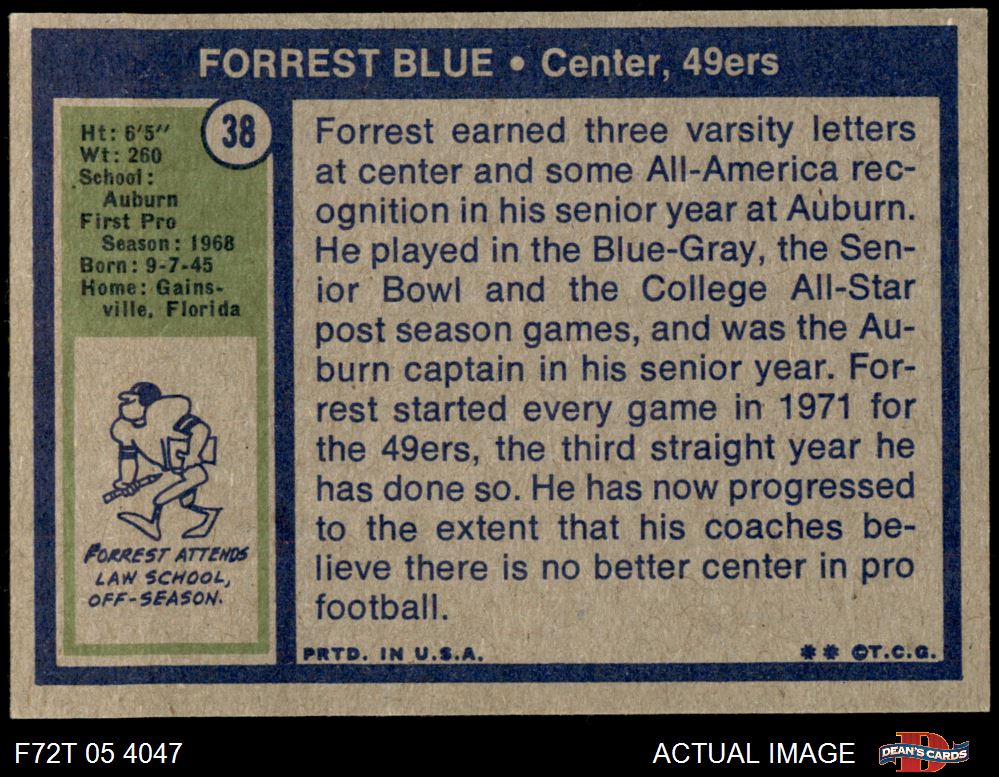 FORREST BLUE • Center, 49ers
38
Ht: 6'5"
Wt: 260
School:
Auburn
First Pro
Season: 1968
Born: 9-7-45
Home: Gains-
ville, Florida
FORREST ATTENDS
LAW SCHOOL,
OFF-SEASON.
Forrest earned three varsity letters
at center and some All-America rec-
ognition in his senior year at Auburn.
He played in the Blue-Gray, the Sen-
ior Bowl and the College All-Star
post season games, and was the Au-
burn captain in his senior year. For-
rest started every game in 1971 for
the 49ers, the third straight year he
has done so. He has now progressed
to the extent that his coaches be-
lieve there is no better center in pro
football.
PRTD. IN U.S.A.
** ©T.C.G.
F72T 05 4047
ACTUAL IMAGE
D
DEAN'S CARDS